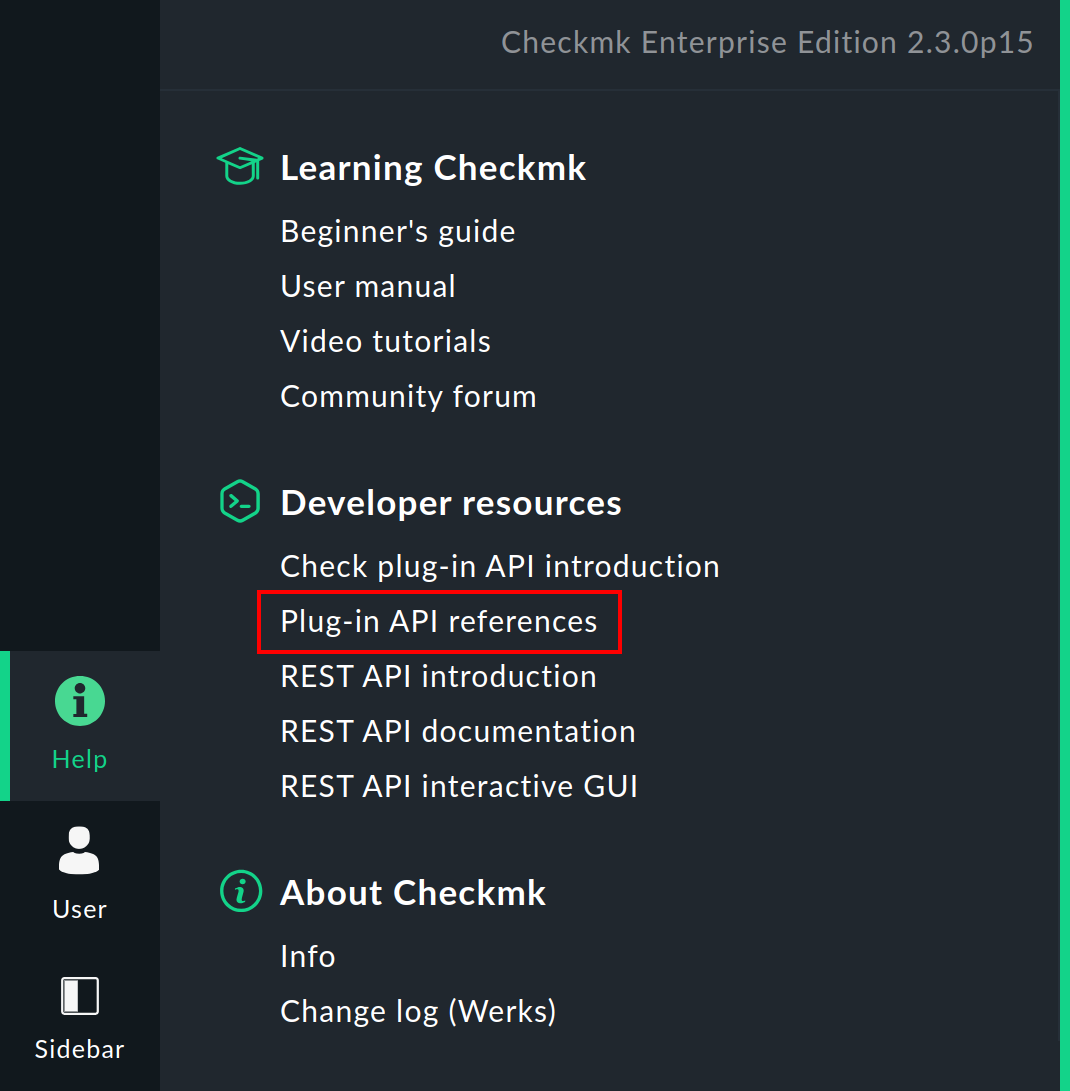 Checkmk Enterprise Edition 2.3.0p15
Learning Checkmk
Beginner's guide
User manual
Video tutorials
Community forum
Developer resources
Check plug-in API introduction
Plug-in API references
REST API introduction
REST API documentation
REST API interactive GUI
About Checkmk
Info
Change log (Werks)
Help
User
Sidebar